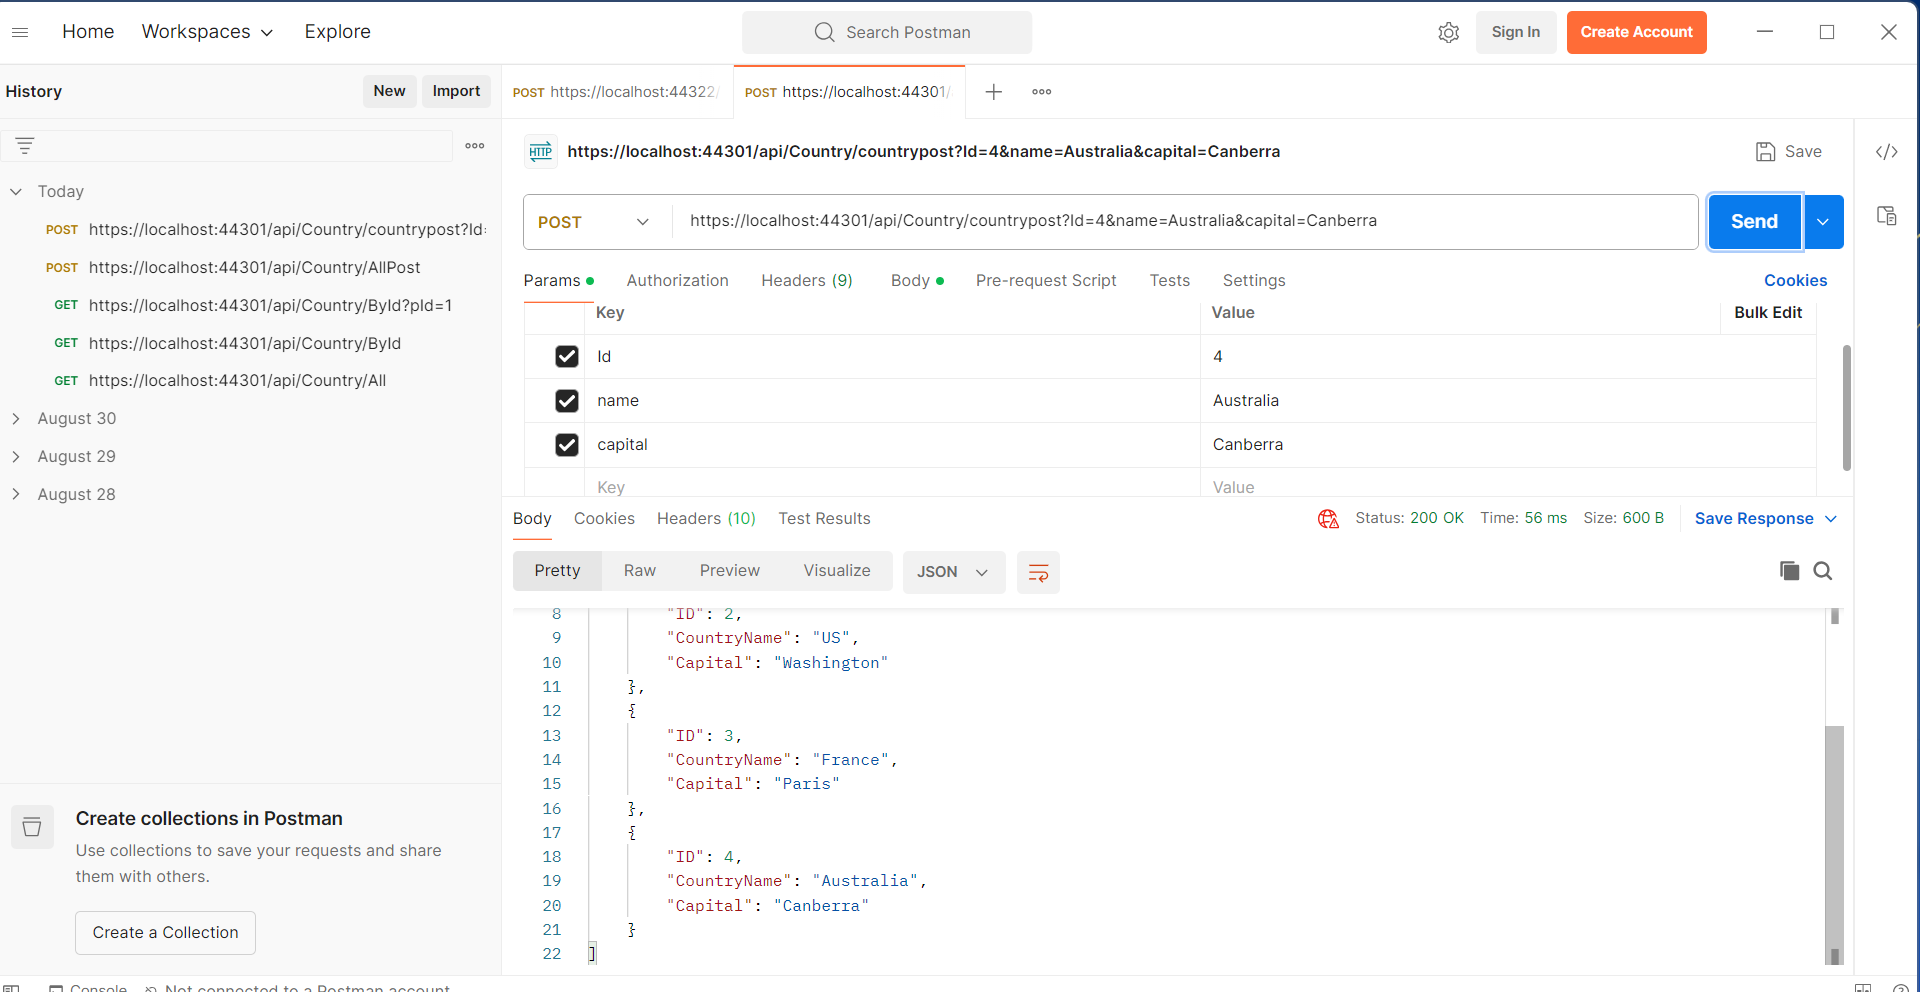 Home Workspaces Explore Search Postman Sign In Create Account
History New Import
POST https://localhost:44322/ POST https://localhost:44301/
HTTP https://localhost:44301/api/Country/countrypost?Id=4&name=Australia&capital=Canberra Save
Today
POST https://localhost:44301/api/Country/countrypost?Id=
POST https://localhost:44301/api/Country/AllPost
GET https://localhost:44301/api/Country/ById?pId=1
GET https://localhost:44301/api/Country/ById
GET https://localhost:44301/api/Country/All
August 30
August 29
August 28
Create collections in Postman
Use collections to save your requests and share
them with others.
Create a Collection
POST https://localhost:44301/api/Country/countrypost?Id=4&name=Australia&capital=Canberra Send
Params Authorization Headers (9) Body Pre-request Script Tests Settings Cookies
Key Value Bulk Edit
Id 4
name Australia
capital Canberra
Key Value
Body Cookies Headers (10) Test Results Status: 200 OK Time: 56 ms Size: 600 B Save Response
Pretty Raw Preview Visualize JSON
8 "ID": 2,
9 "CountryName": "US",
10 "Capital": "Washington"
11 },
12 {
13 "ID": 3,
14 "CountryName": "France",
15 "Capital": "Paris"
16 },
17 {
18 "ID": 4,
19 "CountryName": "Australia",
20 "Capital": "Canberra"
21 }
22 ]
Console Not connected to a Postman account